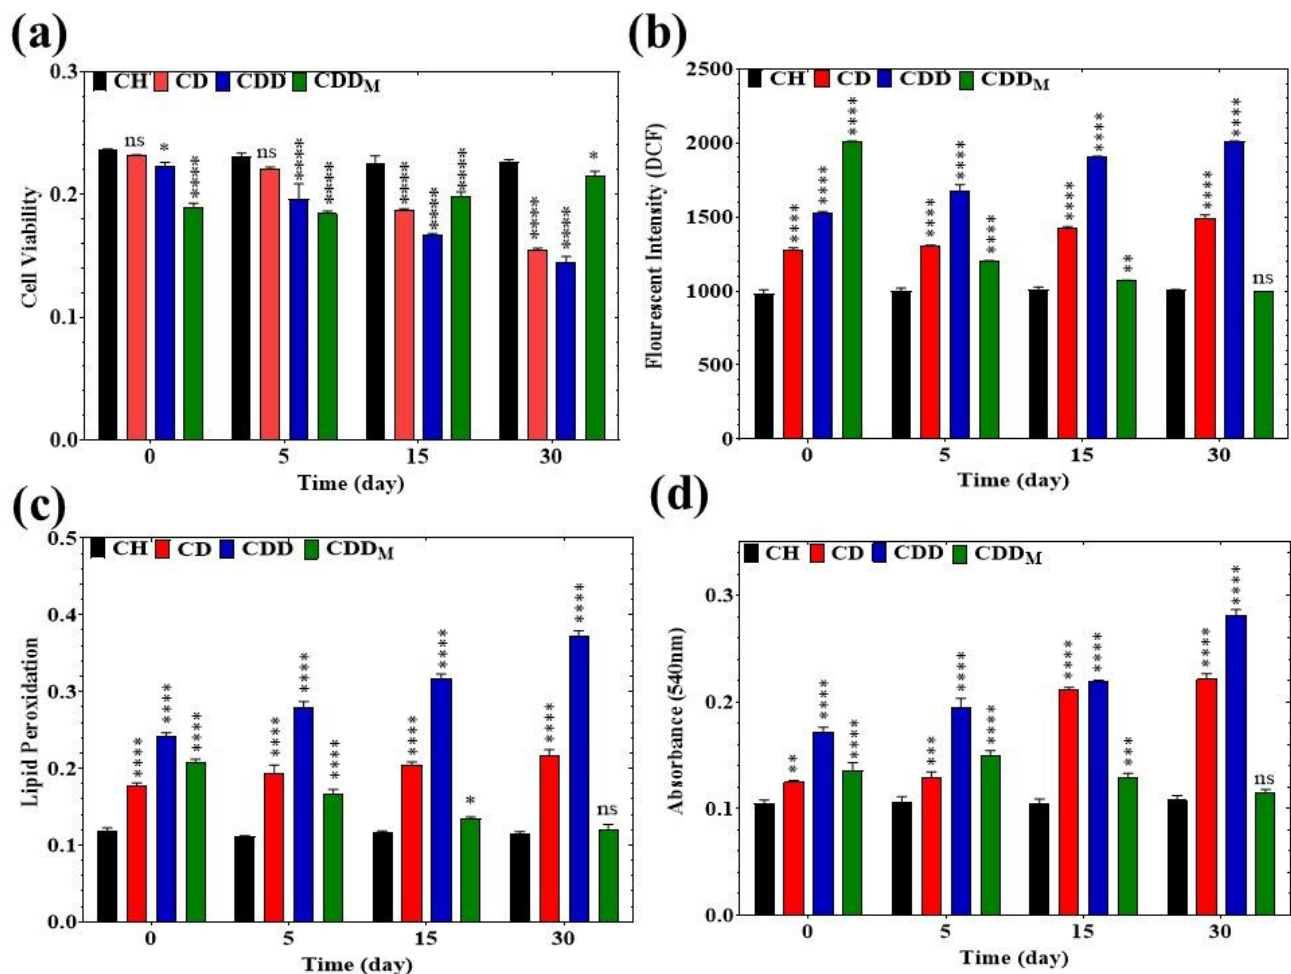 (a)
CH CD CDD CDDM
0.3
0.2
0.1
0.0
Cell Viability
ns * ****
ns **** ****
**** **** ****
**** **** *
0 5 15 30
Time (day)
(b)
CH CD CDD CDDM
2500
2000
1500
1000
500
0
Flourescent Intensity (DCF)
**** **** ****
**** **** ****
**** **** **
**** **** ns
0 5 15 30
Time (day)
(c)
CH CD CDD CDDM
0.5
0.4
0.3
0.2
0.1
0.0
Lipid Peroxidation
**** **** ****
**** **** ****
**** **** *
**** **** ns
0 5 15 30
Time (day)
(d)
CH CD CDD CDDM
0.3
0.2
0.1
0.0
Absorbance (540nm)
** **** ****
*** **** ****
**** **** ***
**** **** ns
0 5 15 30
Time (day)